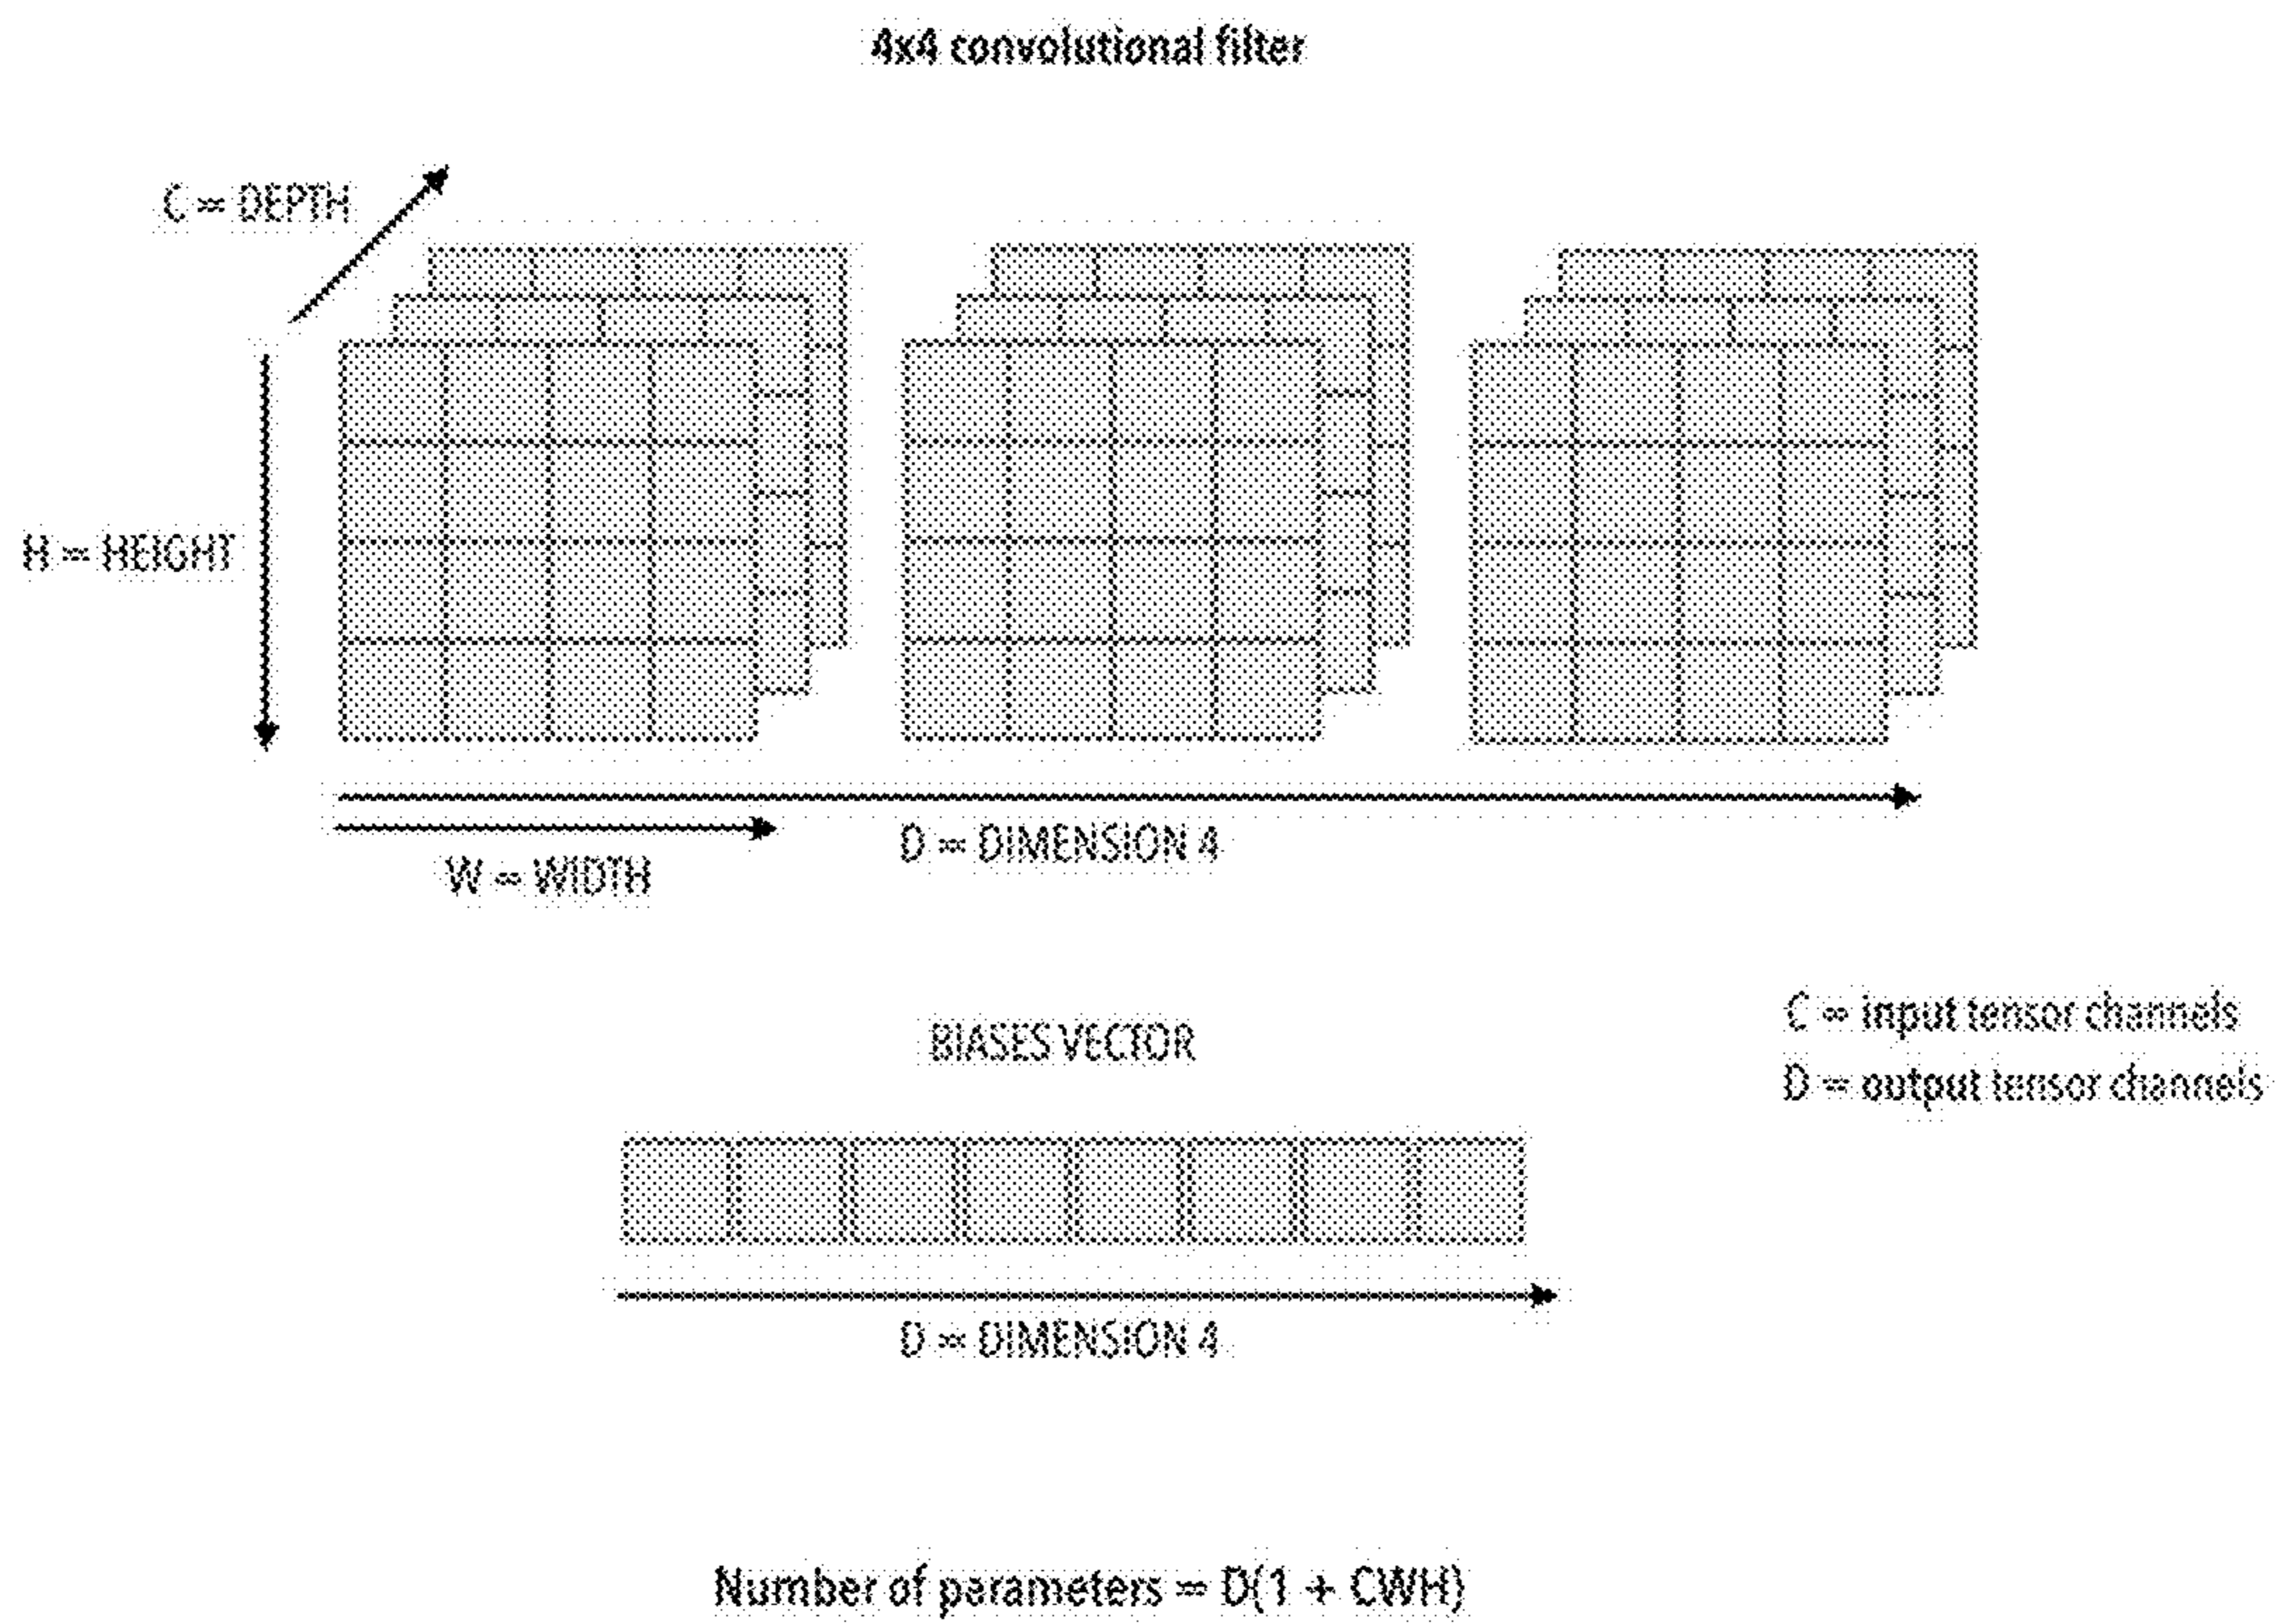 4x4 convolutional filter
C = DEPTH
H = HEIGHT
D = DIMENSION 4
W = WIDTH
C = input tensor channels
BIASES VECTOR
D = output tensor channels
D = DIMENSION 4
Number of parameters = D(1 + CWH)